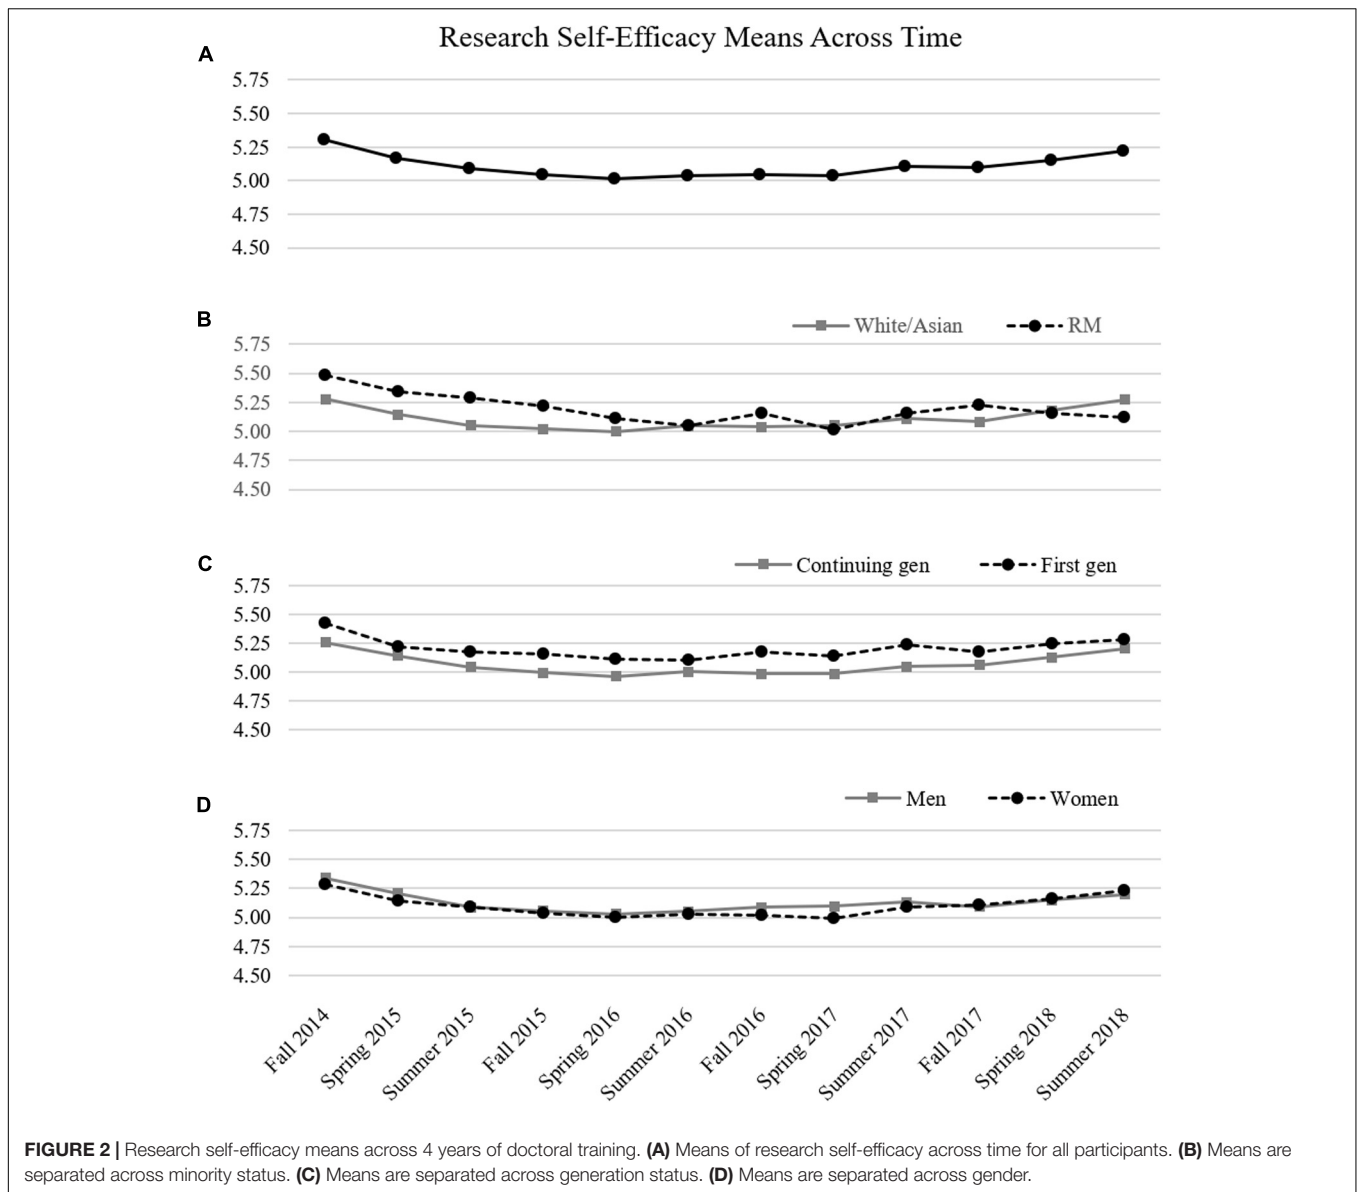 Research Self-Efficacy Means Across Time
A
5.75
5.50
5.25
5.00
4.75
4.50
B
White/Asian RM
5.75
5.50
5.25
5.00
4.75
4.50
C
Continuing gen First gen
5.75
5.50
5.25
5.00
4.75
4.50
D
Men Women
5.75
5.50
5.25
5.00
4.75
4.50
Fall 2014
Spring 2015
Summer 2015
Fall 2015
Spring 2016
Summer 2016
Fall 2016
Spring 2017
Summer 2017
Fall 2017
Spring 2018
Summer 2018
FIGURE 2 | Research self-efficacy means across 4 years of doctoral training. (A) Means of research self-efficacy across time for all participants. (B) Means are
separated across minority status. (C) Means are separated across generation status. (D) Means are separated across gender.